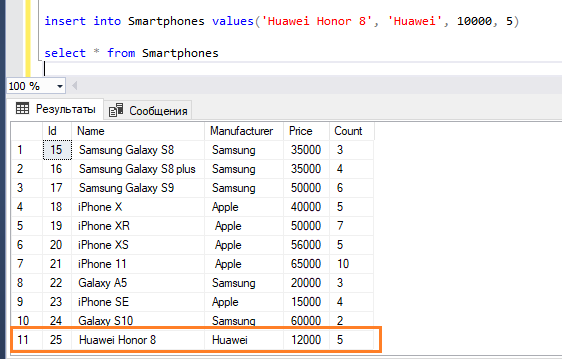 insert into Smartphones values('Huawei Honor 8', 'Huawei', 10000, 5)
select * from Smartphones
100 %
Результаты Сообщения
Id Name Manufacturer Price Count
1 15 Samsung Galaxy S8 Samsung 35000 3
2 16 Samsung Galaxy S8 plus Samsung 35000 4
3 17 Samsung Galaxy S9 Samsung 50000 6
4 18 iPhone X Apple 40000 5
5 19 iPhone XR Apple 50000 7
6 20 iPhone XS Apple 56000 5
7 21 iPhone 11 Apple 65000 10
8 22 Galaxy A5 Samsung 20000 3
9 23 iPhone SE Apple 15000 4
10 24 Galaxy S10 Samsung 60000 2
11 25 Huawei Honor 8 Huawei 12000 5